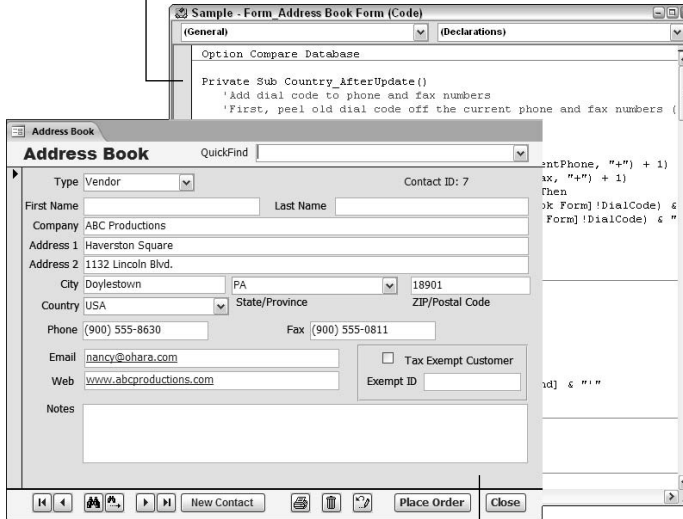 Sample - Form_Address Book Form (Code)
(General) (Declarations)
Option Compare Database
Private Sub Country_AfterUpdate()
'Add dial code to phone and fax numbers
'First, peel old dial code off the current phone and fax numbers (
entPhone, "+") + 1)
ax, "+") + 1)
Then
ok Form]!DialCode) &
Form]!DialCode) & "
nd] & "'"
Address Book
Address Book QuickFind
Type Vendor Contact ID: 7
First Name Last Name
Company ABC Productions
Address 1 Haverston Square
Address 2 1132 Lincoln Blvd.
City Doylestown PA 18901
Country USA State/Province ZIP/Postal Code
Phone (900) 555-8630 Fax (900) 555-0811
Email nancy@ohara.com Tax Exempt Customer
Web www.abcproductions.com Exempt ID
Notes
New Contact Place Order Close